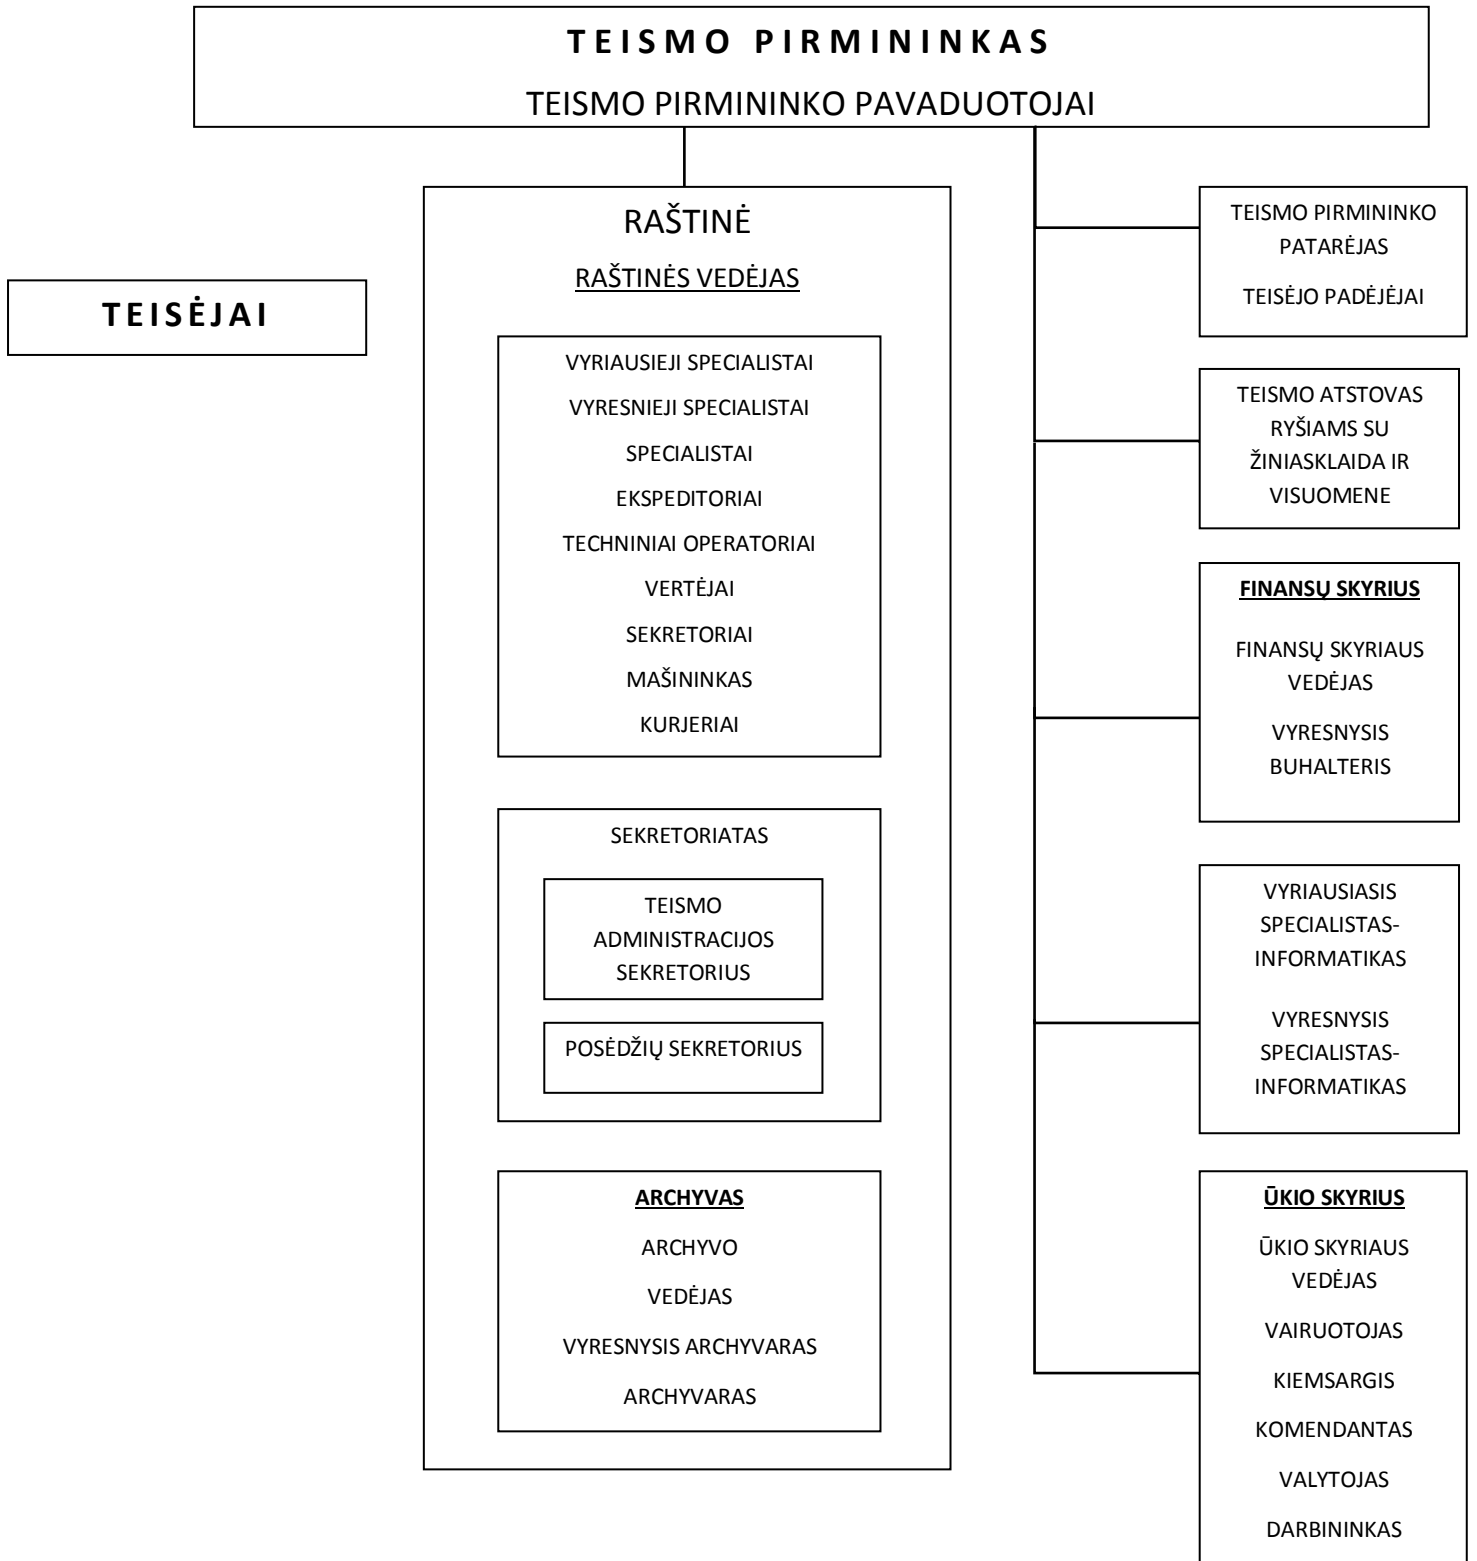 TEISMO PIRMININKAS
TEISMO PIRMININKO PAVADUOTOJAI
TEISĖJAI
RAŠTINĖ
RAŠTINĖS VEDĖJAS
VYRIAUSIEJI SPECIALISTAI
VYRESNIEJI SPECIALISTAI
SPECIALISTAI
EKSPEDITORIAI
TECHNINIAI OPERATORIAI
VERTĖJAI
SEKRETORIAI
MAŠININKAS
KURJERIAI
SEKRETORIATAS
TEISMO
ADMINISTRACIJOS
SEKRETORIUS
POSĖDŽIŲ SEKRETORIUS
ARCHYVAS
ARCHYVO
VEDĖJAS
VYRESNYSIS ARCHYVARAS
ARCHYVARAS
TEISMO PIRMININKO
PATARĖJAS
TEISĖJO PADĖJĖJAI
TEISMO ATSTOVAS
RYŠIAMS SU
ŽINIASKLAIDA IR
VISUOMENE
FINANSŲ SKYRIUS
FINANSŲ SKYRIAUS
VEDĖJAS
VYRESNYSIS
BUHALTERIS
VYRIAUSIASIS
SPECIALISTAS-
INFORMATIKAS
VYRESNYSIS
SPECIALISTAS-
INFORMATIKAS
ŪKIO SKYRIUS
ŪKIO SKYRIAUS
VEDĖJAS
VAIRUOTOJAS
KIEMSARGIS
KOMENDANTAS
VALYTOJAS
DARBININKAS